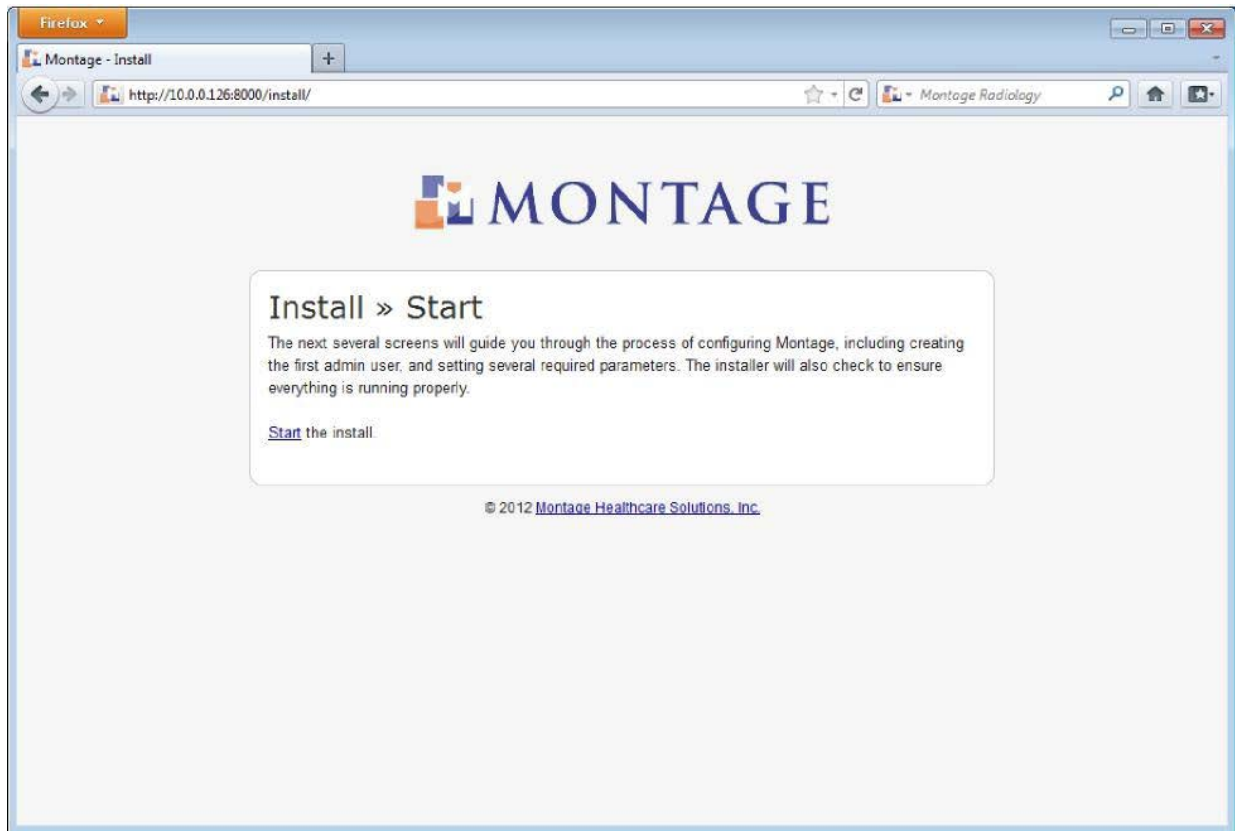 Firefox
Montage - Install
http://10.0.0.126:8000/install/
Montage Radiology
MONTAGE
Install » Start
The next several screens will guide you through the process of configuring Montage, including creating
the first admin user, and setting several required parameters. The installer will also check to ensure
everything is running properly.
Start the install.
© 2012 Montage Healthcare Solutions, Inc.